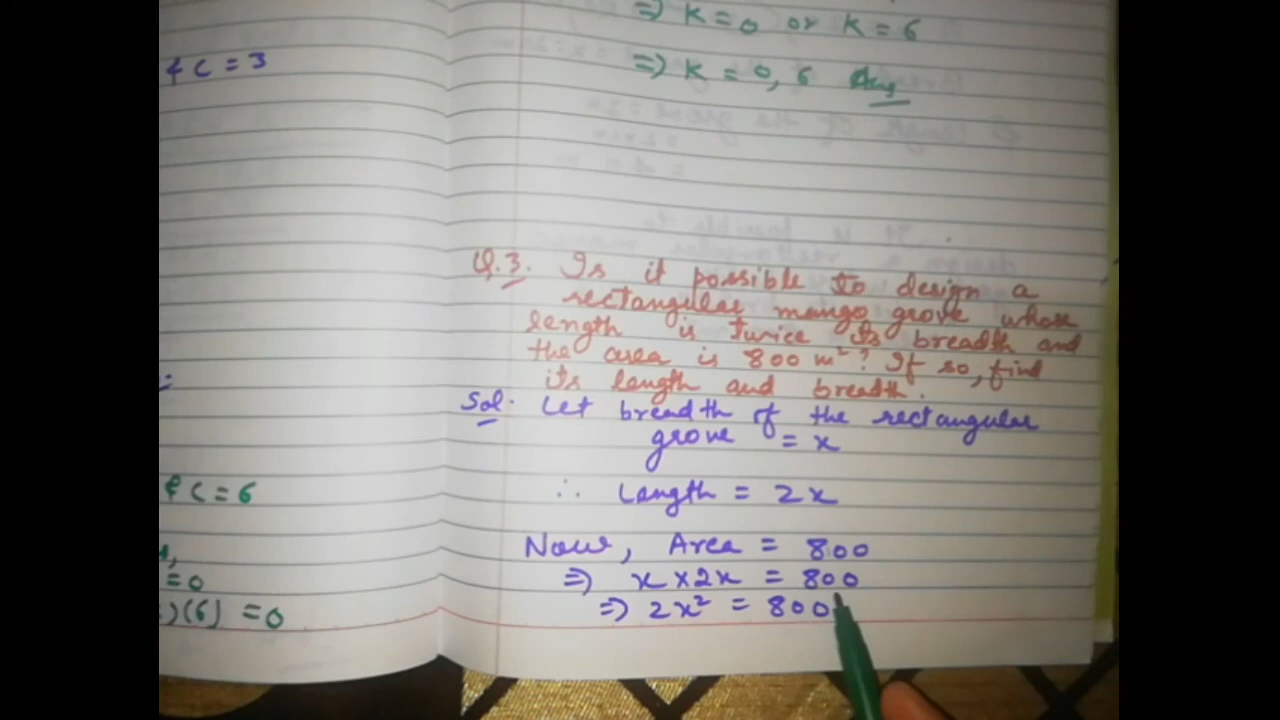 & C = 3
& C = 6
= 0
)(6) = 0
⇒ K = 0 or K = 6
⇒ K = 0, 6 Ans
Q.3. Is it possible to design a
rectangular mango grove whose
length is twice its breadth and
the area is 800 m²? If so, find
its length and breadth.
Sol. Let breadth of the rectangular
grove = x
∴ Length = 2x
Now, Area = 800
⇒ x × 2x = 800
⇒ 2x² = 800